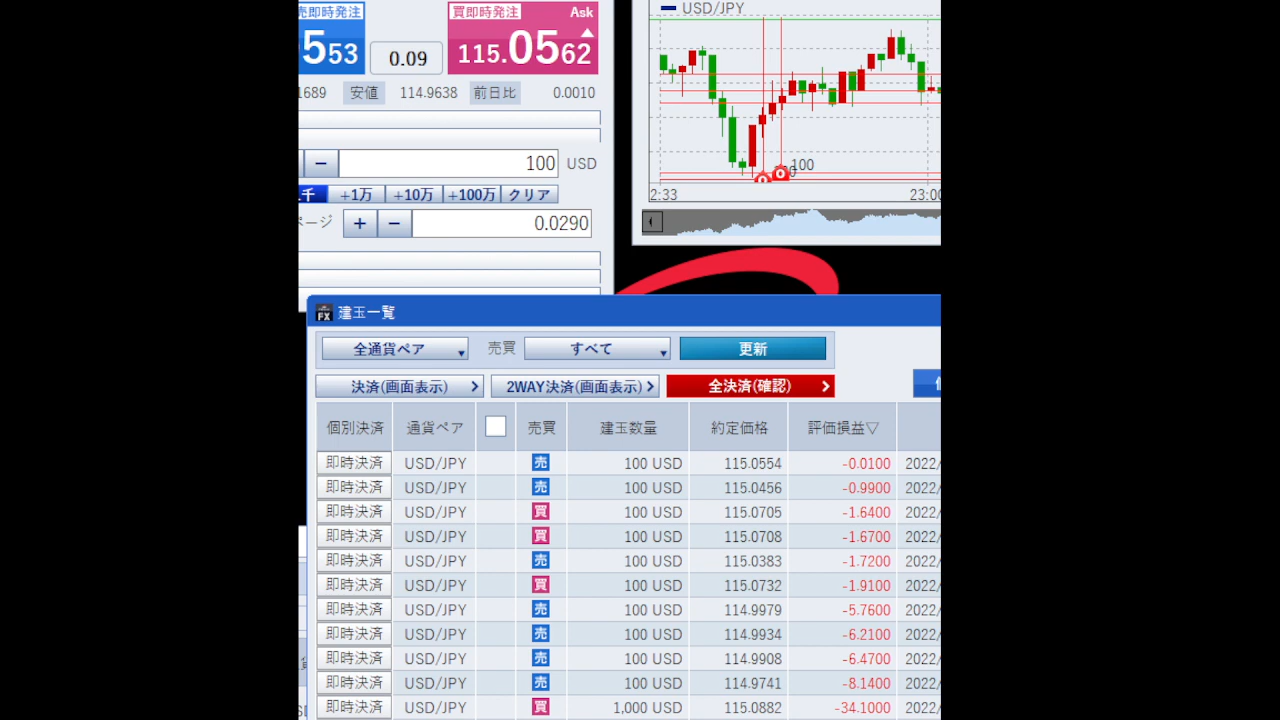 売即時発注
553
0.09
買即時発注 Ask
115.0562
1689 安値 114.9638 前日比 0.0010
− 100 USD
千 +1万 +10万 +100万 クリア
ページ + − 0.0290
USD/JPY
100
2:33 23:00
FX 建玉一覧
全通貨ペア 売買 すべて 更新
決済(画面表示) 2WAY決済(画面表示) 全決済(確認)
個別決済 通貨ペア 売買 建玉数量 約定価格 評価損益▽
即時決済 USD/JPY 売 100 USD 115.0554 -0.0100 2022/
即時決済 USD/JPY 売 100 USD 115.0456 -0.9900 2022/
即時決済 USD/JPY 買 100 USD 115.0705 -1.6400 2022/
即時決済 USD/JPY 買 100 USD 115.0708 -1.6700 2022/
即時決済 USD/JPY 売 100 USD 115.0383 -1.7200 2022/
即時決済 USD/JPY 買 100 USD 115.0732 -1.9100 2022/
即時決済 USD/JPY 売 100 USD 114.9979 -5.7600 2022/
即時決済 USD/JPY 売 100 USD 114.9934 -6.2100 2022/
即時決済 USD/JPY 売 100 USD 114.9908 -6.4700 2022/
即時決済 USD/JPY 売 100 USD 114.9741 -8.1400 2022/
即時決済 USD/JPY 買 1,000 USD 115.0882 -34.1000 2022/